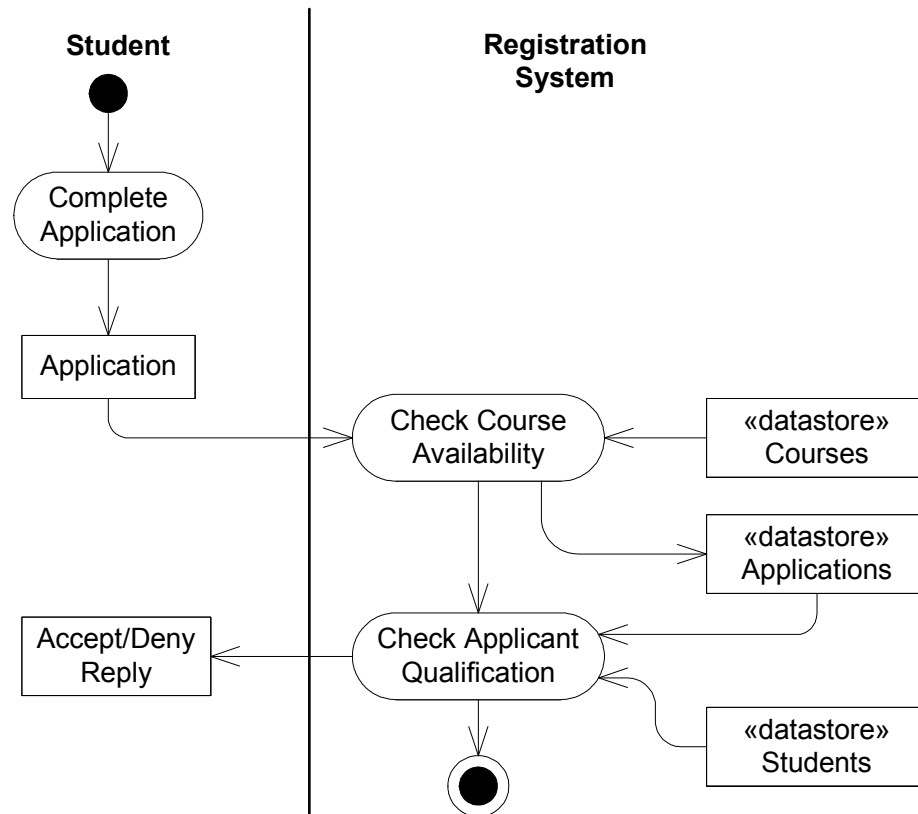 Student
Registration
System
Complete
Application
Application
Check Course
Availability
«datastore»
Courses
«datastore»
Applications
Accept/Deny
Reply
Check Applicant
Qualification
«datastore»
Students